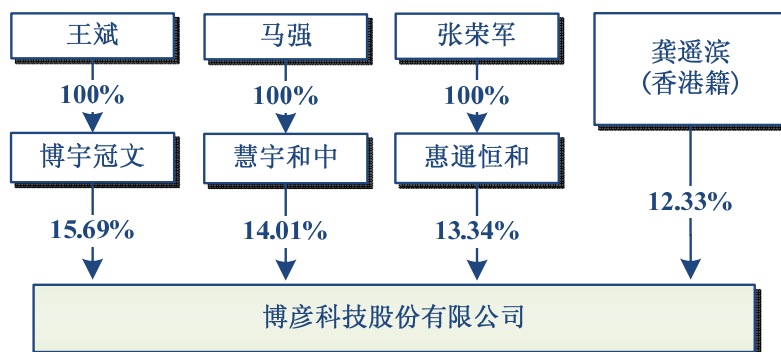 王斌
马强
张荣军
龚遥滨
(香港籍)
100%
100%
100%
博宇冠文
慧宇和中
惠通恒和
15.69%
14.01%
13.34%
12.33%
博彦科技股份有限公司